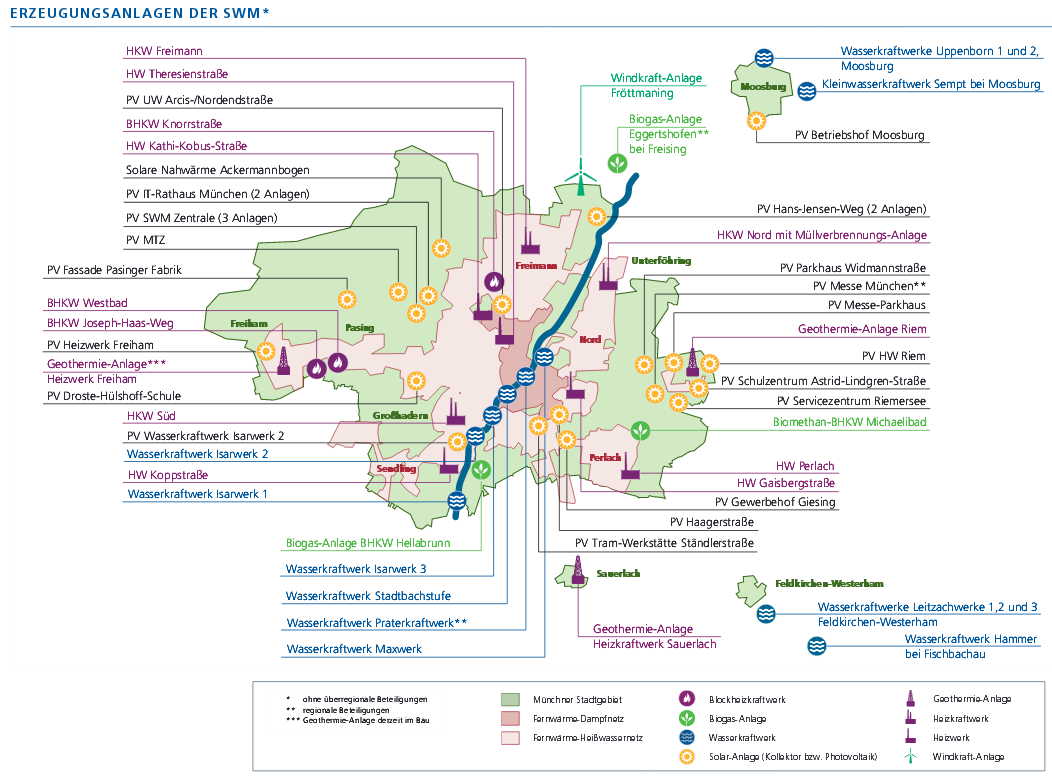 ERZEUGUNGSANLAGEN DER SWM*
HKW Freimann
HW Theresienstraße
PV UW Arcis-/Nordendstraße
BHKW Knorrstraße
HW Kathi-Kobus-Straße
Solare Nahwärme Ackermannbogen
PV IT-Rathaus München (2 Anlagen)
PV SWM Zentrale (3 Anlagen)
PV MTZ
PV Fassade Pasinger Fabrik
BHKW Westbad
BHKW Joseph-Haas-Weg
PV Heizwerk Freiham
Geothermie-Anlage***
Heizwerk Freiham
PV Droste-Hülshoff-Schule
HKW Süd
PV Wasserkraftwerk Isarwerk 2
Wasserkraftwerk Isarwerk 2
HW Koppstraße
Wasserkraftwerk Isarwerk 1
Biogas-Anlage BHKW Hellabrunn
Wasserkraftwerk Isarwerk 3
Wasserkraftwerk Stadtbachstufe
Wasserkraftwerk Praterkraftwerk**
Wasserkraftwerk Maxwerk
Windkraft-Anlage
Fröttmaning
Biogas-Anlage
Eggertshofen**
bei Freising
Wasserkraftwerke Uppenborn 1 und 2,
Moosburg
Kleinwasserkraftwerk Sempt bei Moosburg
Moosburg
PV Betriebshof Moosburg
PV Hans-Jensen-Weg (2 Anlagen)
HKW Nord mit Müllverbrennungs-Anlage
Unterföhring
PV Parkhaus Widmannstraße
PV Messe München**
PV Messe-Parkhaus
Geothermie-Anlage Riem
PV HW Riem
PV Schulzentrum Astrid-Lindgren-Straße
PV Servicezentrum Riemersee
Biomethan-BHKW Michaelibad
HW Perlach
HW Gaisbergstraße
PV Gewerbehof Giesing
PV Haagerstraße
PV Tram-Werkstätte Ständlerstraße
Freimann
Freiham
Pasing
Nord
Großhadern
Sendling
Perlach
Sauerlach
Geothermie-Anlage
Heizkraftwerk Sauerlach
Feldkirchen-Westerham
Wasserkraftwerke Leitzachwerke 1,2 und 3
Feldkirchen-Westerham
Wasserkraftwerk Hammer
bei Fischbachau
* ohne überregionale Beteiligungen
** regionale Beteiligungen
*** Geothermie-Anlage derzeit im Bau
Münchner Stadtgebiet
Fernwärme-Dampfnetz
Fernwärme-Heißwassernetz
Blockheizkraftwerk
Biogas-Anlage
Wasserkraftwerk
Solar-Anlage (Kollektor bzw. Photovoltaik)
Geothermie-Anlage
Heizkraftwerk
Heizwerk
Windkraft-Anlage